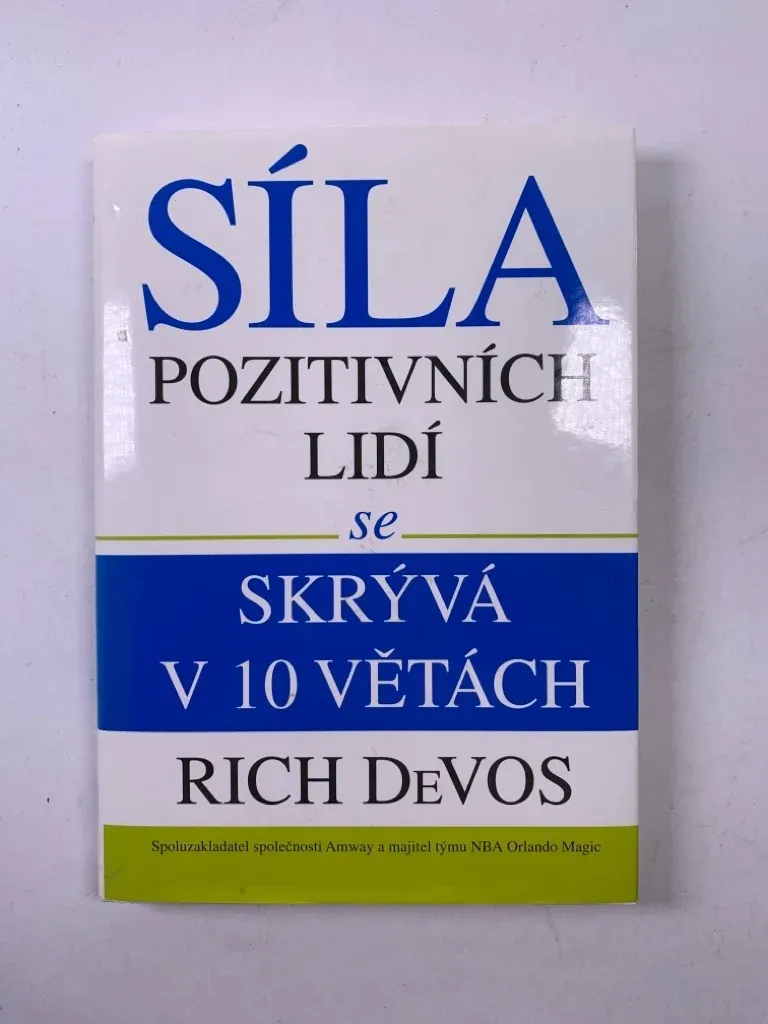 SÍLA
POZITIVNÍCH
LIDÍ
se
SKRÝVÁ
V 10 VĚTÁCH
RICH DeVOS
Spoluzakladatel společnosti Amway a majitel týmu NBA Orlando Magic